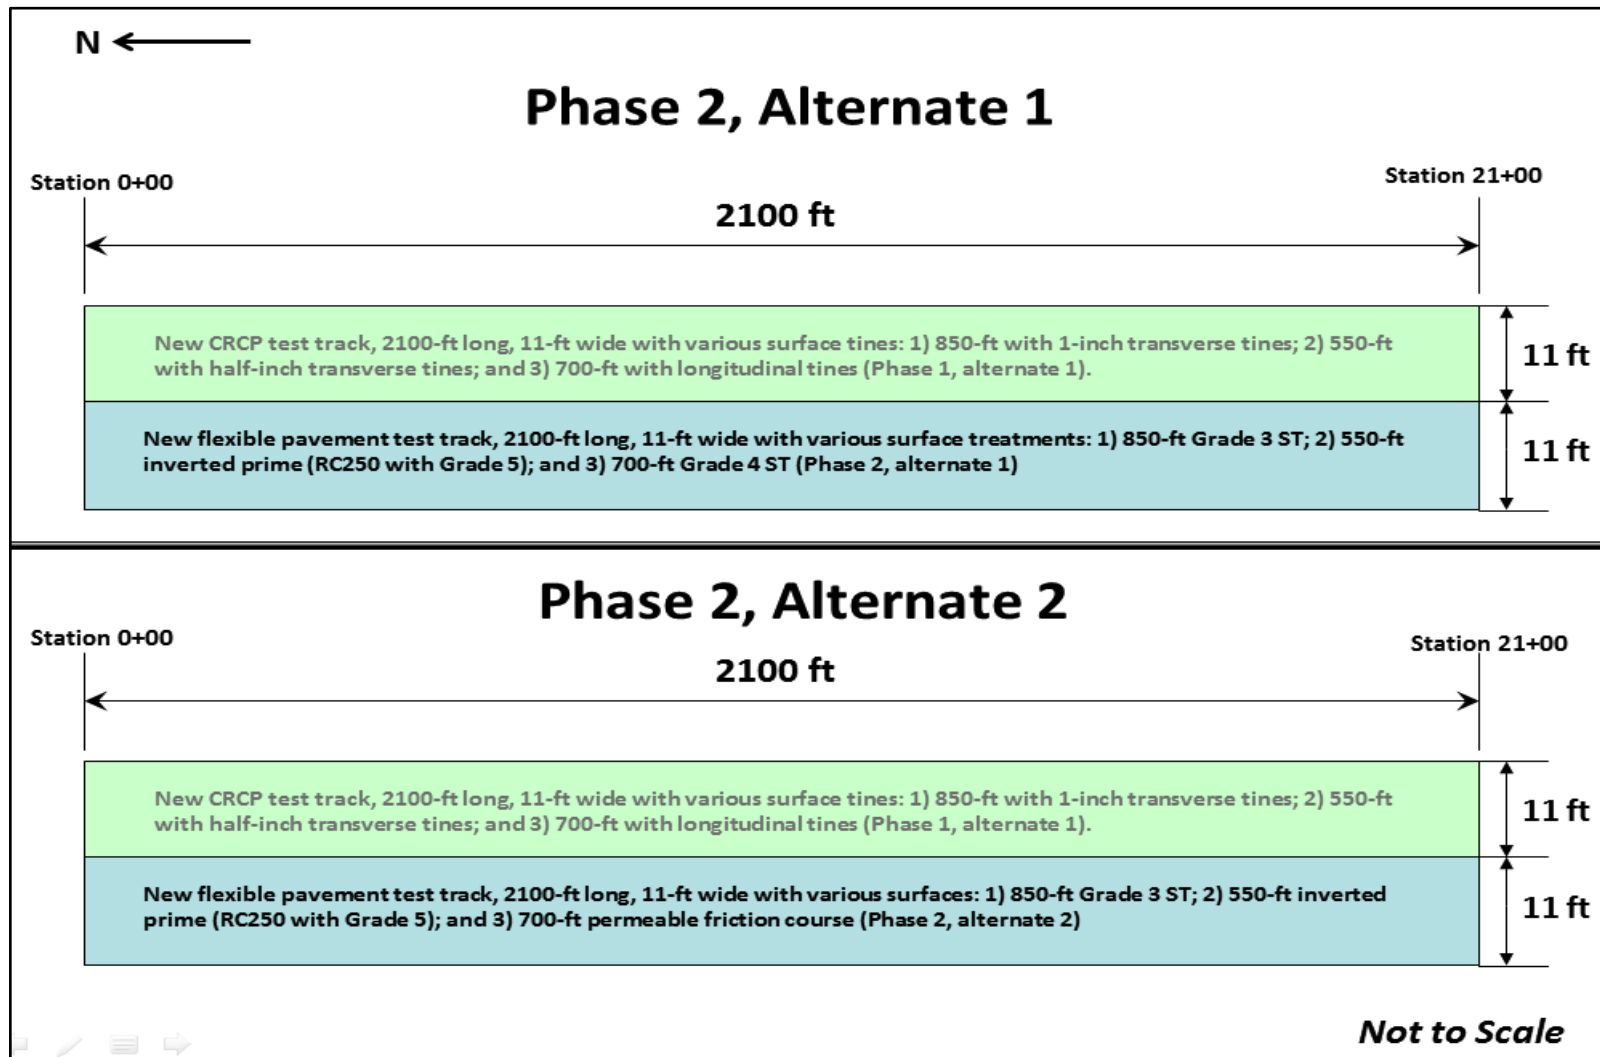 N
Phase 2, Alternate 1
Station 0+00
Station 21+00
2100 ft
New CRCP test track, 2100-ft long, 11-ft wide with various surface tines: 1) 850-ft with 1-inch transverse tines; 2) 550-ft
with half-inch transverse tines; and 3) 700-ft with longitudinal tines (Phase 1, alternate 1).
11 ft
New flexible pavement test track, 2100-ft long, 11-ft wide with various surface treatments: 1) 850-ft Grade 3 ST; 2) 550-ft
inverted prime (RC250 with Grade 5); and 3) 700-ft Grade 4 ST (Phase 2, alternate 1)
11 ft
Phase 2, Alternate 2
Station 0+00
Station 21+00
2100 ft
New CRCP test track, 2100-ft long, 11-ft wide with various surface tines: 1) 850-ft with 1-inch transverse tines; 2) 550-ft
with half-inch transverse tines; and 3) 700-ft with longitudinal tines (Phase 1, alternate 1).
11 ft
New flexible pavement test track, 2100-ft long, 11-ft wide with various surfaces: 1) 850-ft Grade 3 ST; 2) 550-ft inverted
prime (RC250 with Grade 5); and 3) 700-ft permeable friction course (Phase 2, alternate 2)
11 ft
Not to Scale